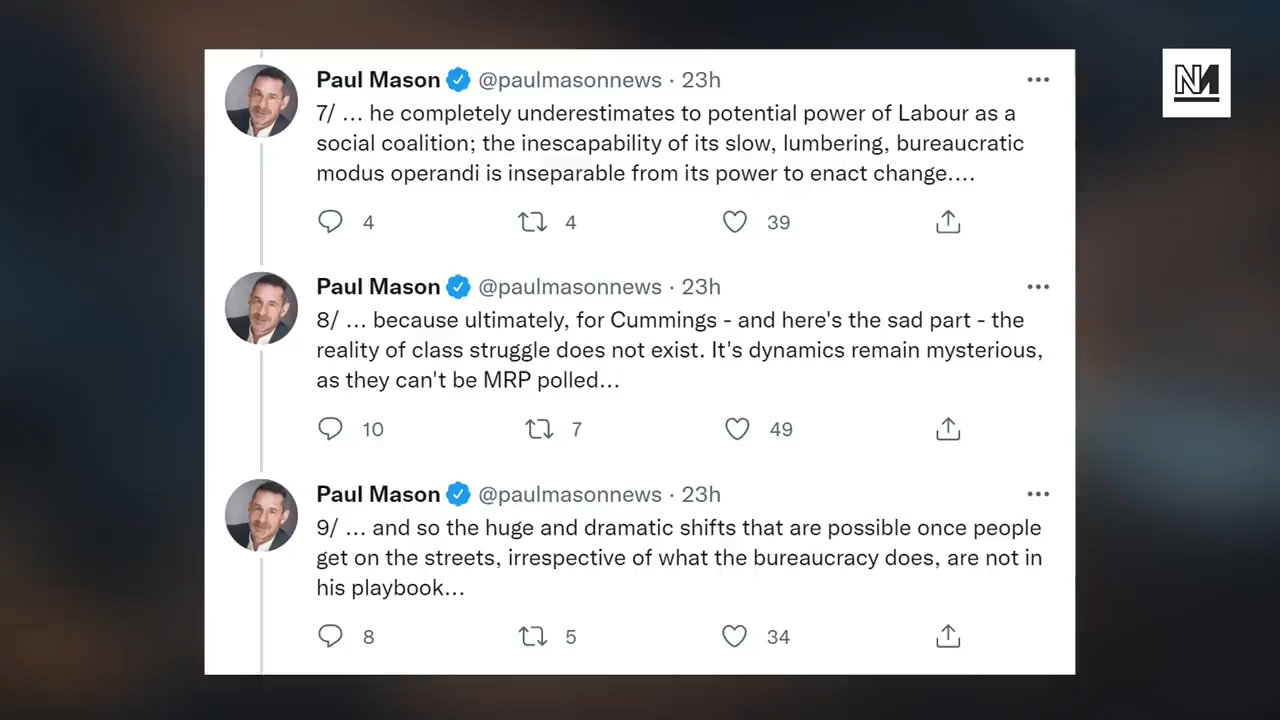 Paul Mason @paulmasonnews · 23h
7/ ... he completely underestimates to potential power of Labour as a
social coalition; the inescapability of its slow, lumbering, bureaucratic
modus operandi is inseparable from its power to enact change....
4 4 39
Paul Mason @paulmasonnews · 23h
8/ ... because ultimately, for Cummings - and here's the sad part - the
reality of class struggle does not exist. It's dynamics remain mysterious,
as they can't be MRP polled...
10 7 49
Paul Mason @paulmasonnews · 23h
9/ ... and so the huge and dramatic shifts that are possible once people
get on the streets, irrespective of what the bureaucracy does, are not in
his playbook...
8 5 34
NM